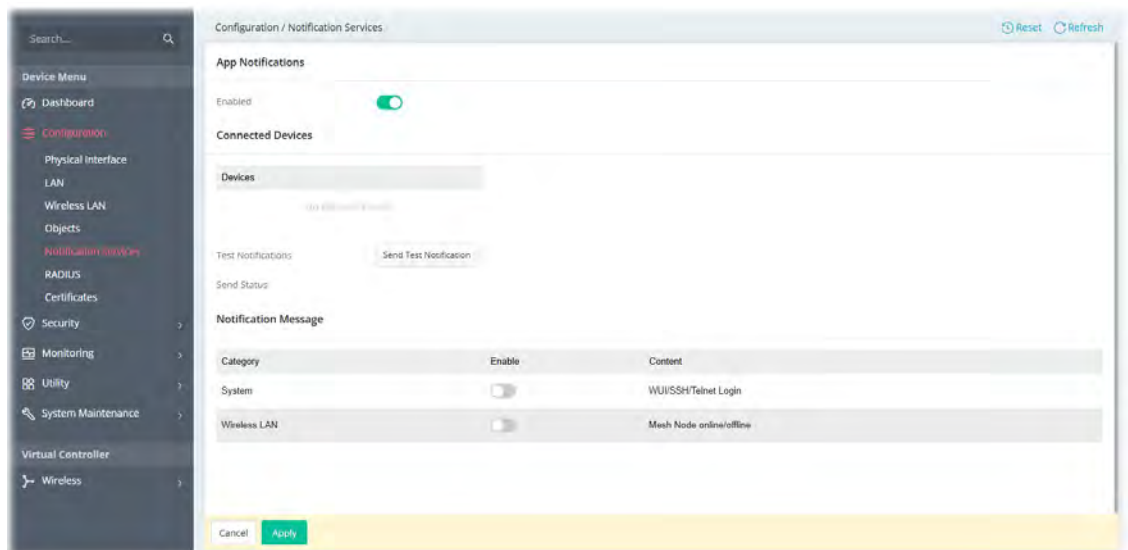 Search...
Device Menu
Dashboard
Configuration
Physical Interface
LAN
Wireless LAN
Objects
Notification Services
RADIUS
Certificates
Security
Monitoring
Utility
System Maintenance
Virtual Controller
Wireless
Configuration / Notification Services
Reset Refresh
App Notifications
Enabled
Connected Devices
Devices
Test Notifications Send Test Notification
Send Status
Notification Message
Category Enable Content
System WUI/SSH/Telnet Login
Wireless LAN Mesh Node online/offline
Cancel Apply